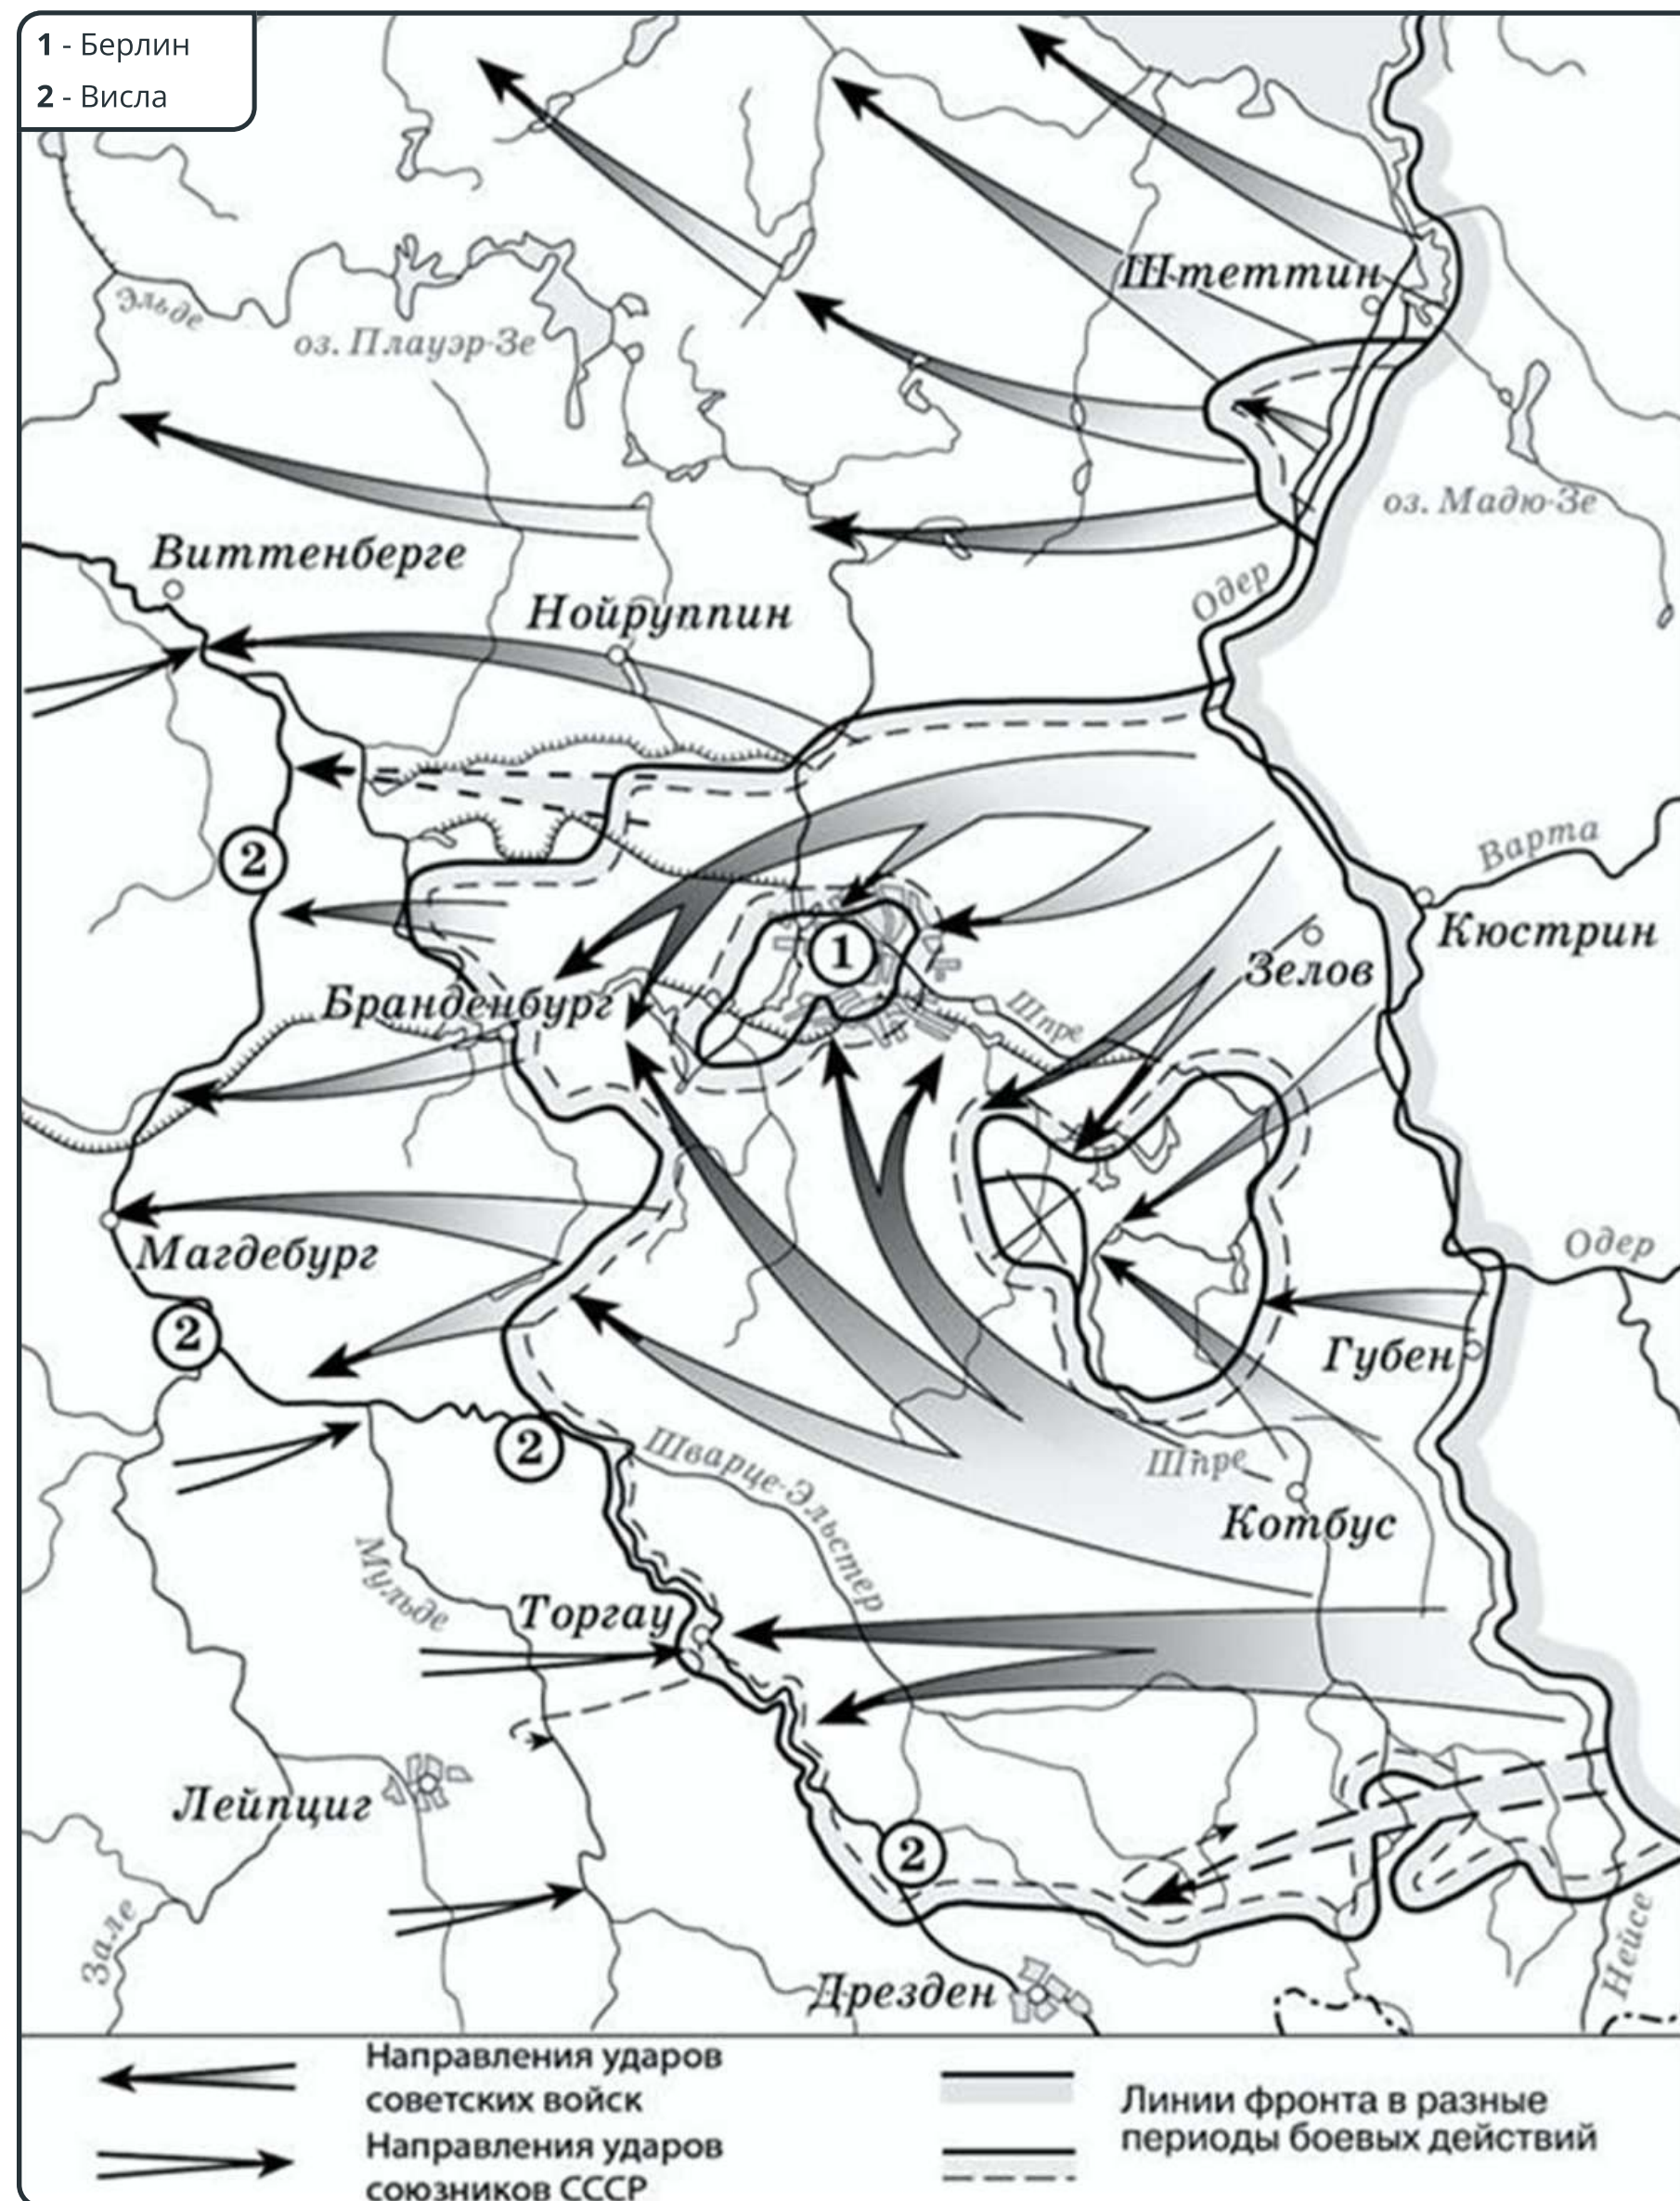 1 - Берлин
2 - Висла
Штеттин
Эльде
оз. Плауэр-Зе
оз. Мадю-Зе
Виттенберге
Одер
Нойруппин
Варта
2
Кюстрин
1
Зелов
Бранденбург
Шпре
Магдебург
Одер
2
Губен
2
Шварце-Эльстер
Шпре
Котбус
Мульде
Торгау
Лейпциг
2
Зале
Нейсе
Дрезден
Направления ударов
советских войск
Направления ударов
союзников СССР
Линии фронта в разные
периоды боевых действий